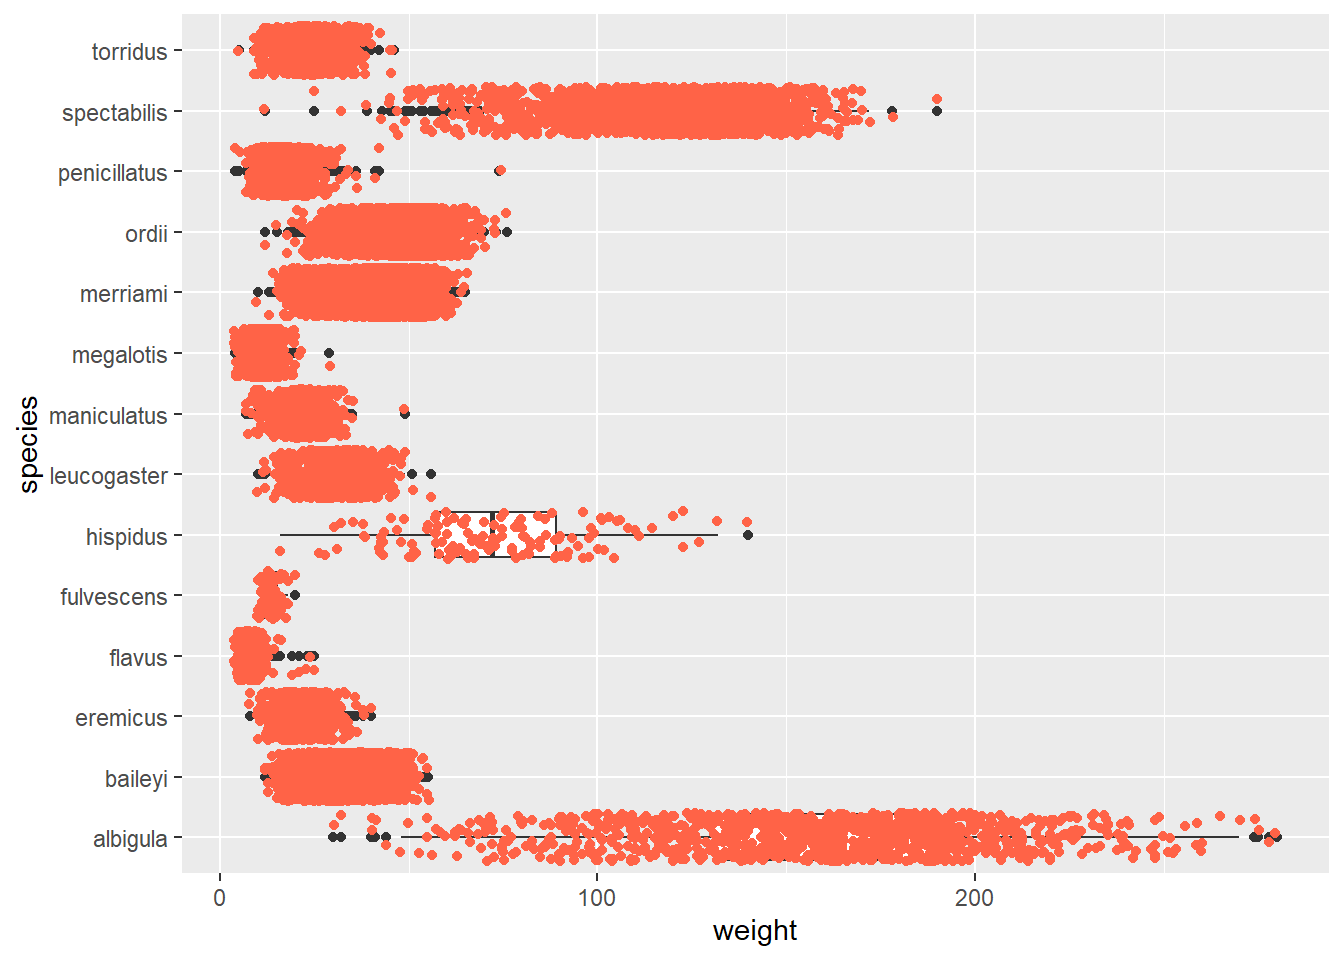 torridus
spectabilis
penicillatus
ordii
merriami
megalotis
maniculatus
leucogaster
hispidus
fulvescens
flavus
eremicus
baileyi
albigula
species
0 100 200
weight